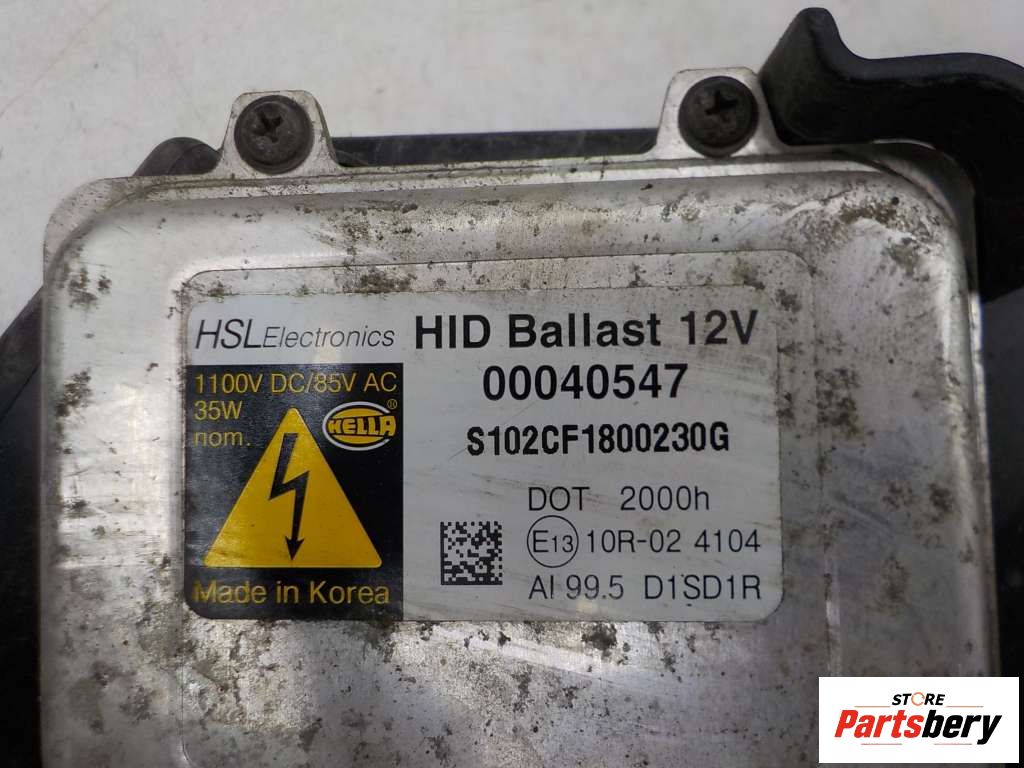 HSLElectronics HID Ballast 12V
1100V DC/85V AC
35W
nom.
HELLA®
Made in Korea
00040547
S102CF1800230G
DOT 2000h
E13 10R-02 4104
AI 99.5 D1SD1R
STORE
Partsbery